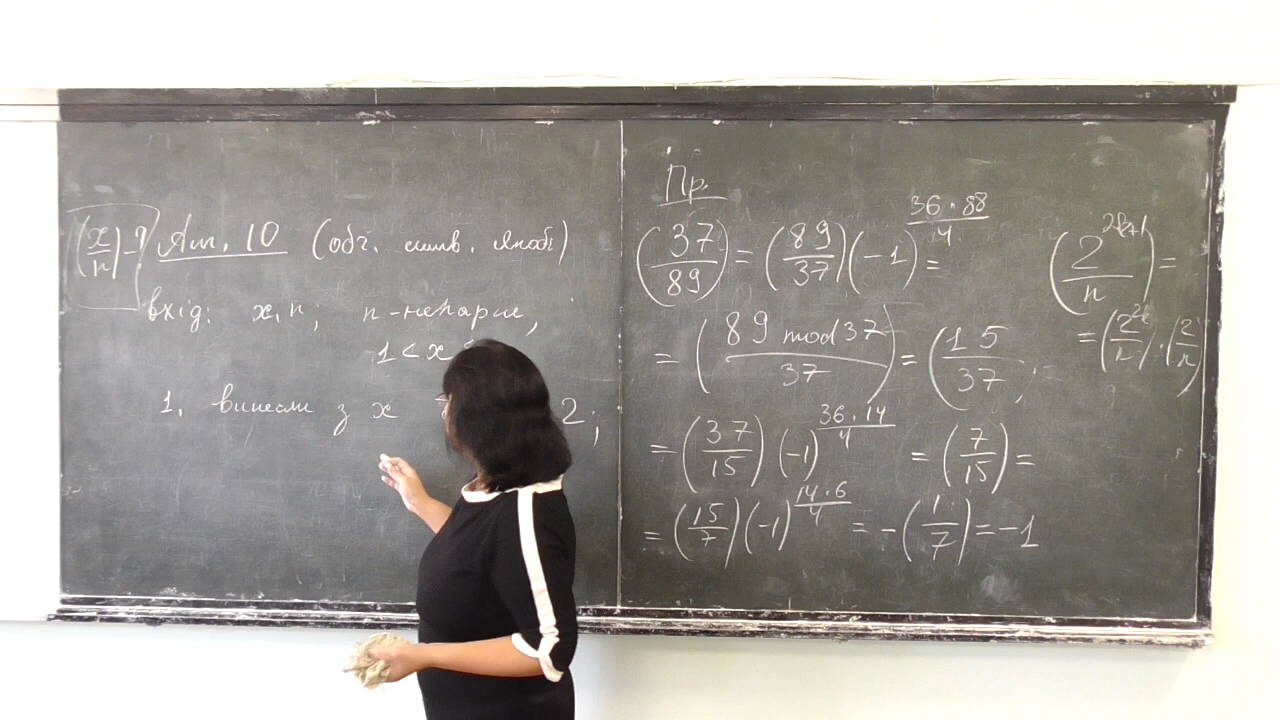 (x/n) - ? Алг. 10 (обч. симв. Якобі)
вхід: x, n; n - непарне,
1 < x <
1. винесли з x 2;
Пр.
(37/89) = (89/37)(-1)^{36·88/4} =
= (89 mod 37/37) = (15/37) =
= (37/15)(-1)^{36·14/4} = (7/15) =
= (15/7)(-1)^{14·6/4} = -(1/7) = -1
(2^{2k+1}/n) =
= (2^{2k}/n)·(2/n)